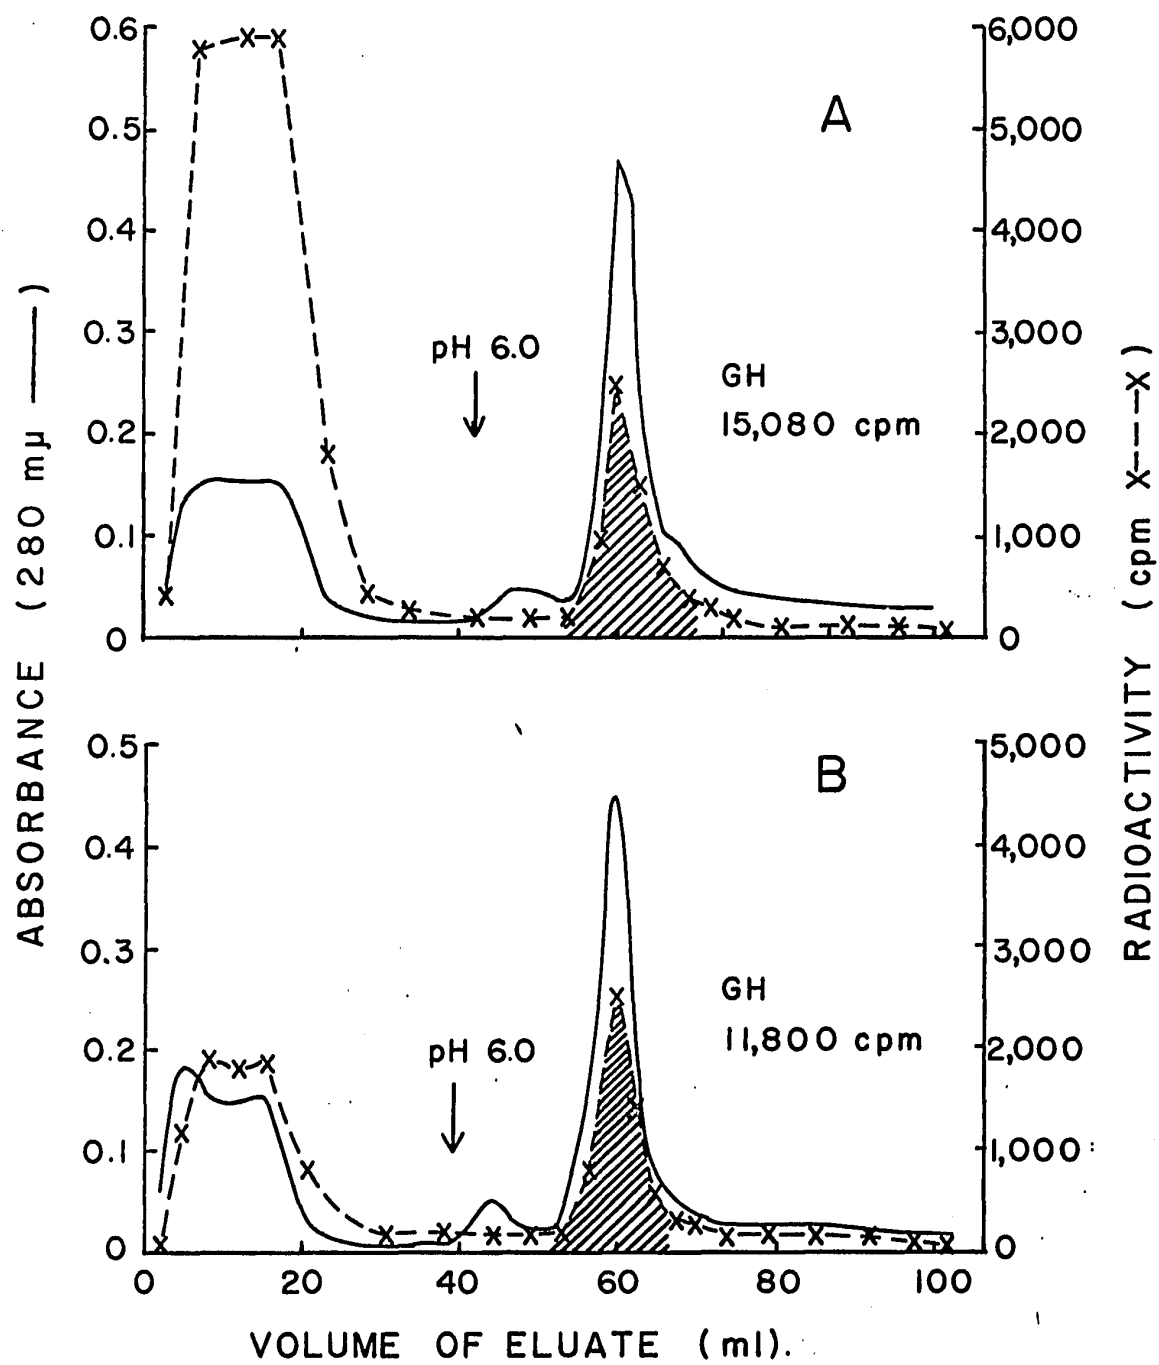 0.6
0.5
0.4
0.3
0.2
0.1
0
6,000
5,000
4,000
3,000
2,000
1,000
0
A
pH 6.0
GH
15,080 cpm
ABSORBANCE (280 mµ ——)
RADIOACTIVITY (cpm X---X)
0.5
0.4
0.3
0.2
0.1
0
5,000
4,000
3,000
2,000
1,000
0
B
pH 6.0
GH
11,800 cpm
0 20 40 60 80 100
VOLUME OF ELUATE (ml).